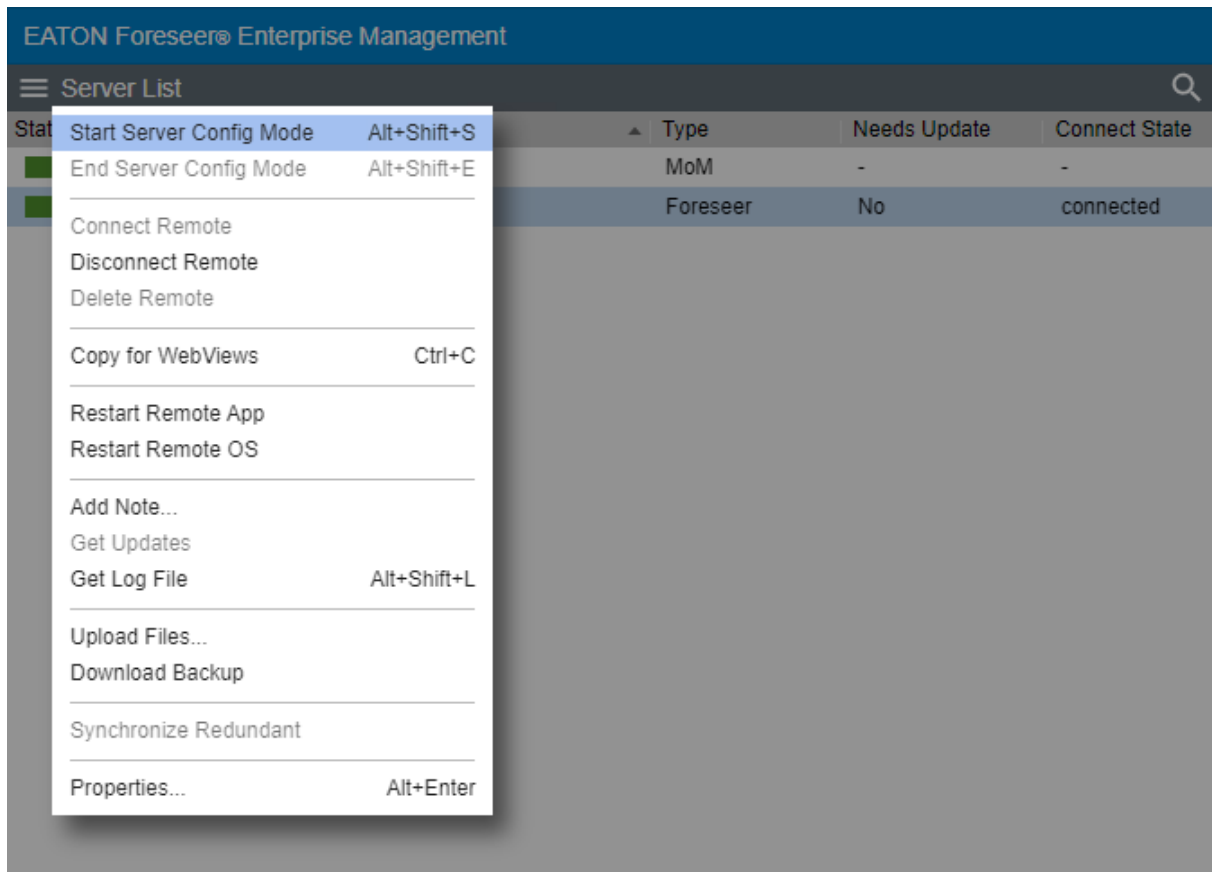 EATON Foreseer® Enterprise Management
Server List
Stat Type Needs Update Connect State
MoM - -
Foreseer No connected
Start Server Config Mode Alt+Shift+S
End Server Config Mode Alt+Shift+E
Connect Remote
Disconnect Remote
Delete Remote
Copy for WebViews Ctrl+C
Restart Remote App
Restart Remote OS
Add Note...
Get Updates
Get Log File Alt+Shift+L
Upload Files...
Download Backup
Synchronize Redundant
Properties... Alt+Enter